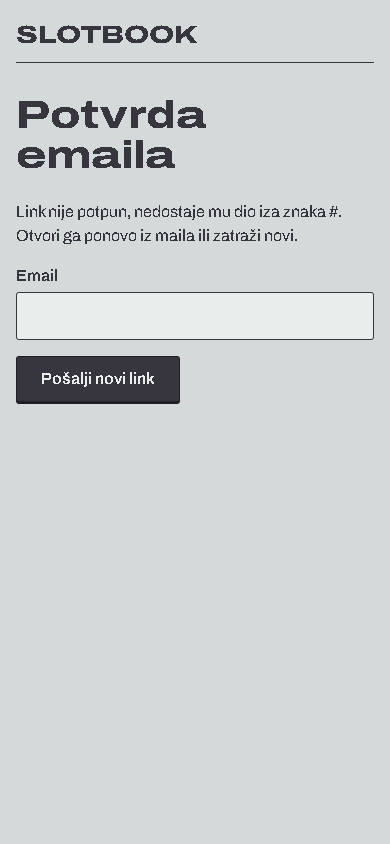 SLOTBOOK
Potvrda
emaila
Link nije potpun, nedostaje mu dio iza znaka #.
Otvori ga ponovo iz maila ili zatraži novi.
Email
Pošalji novi link